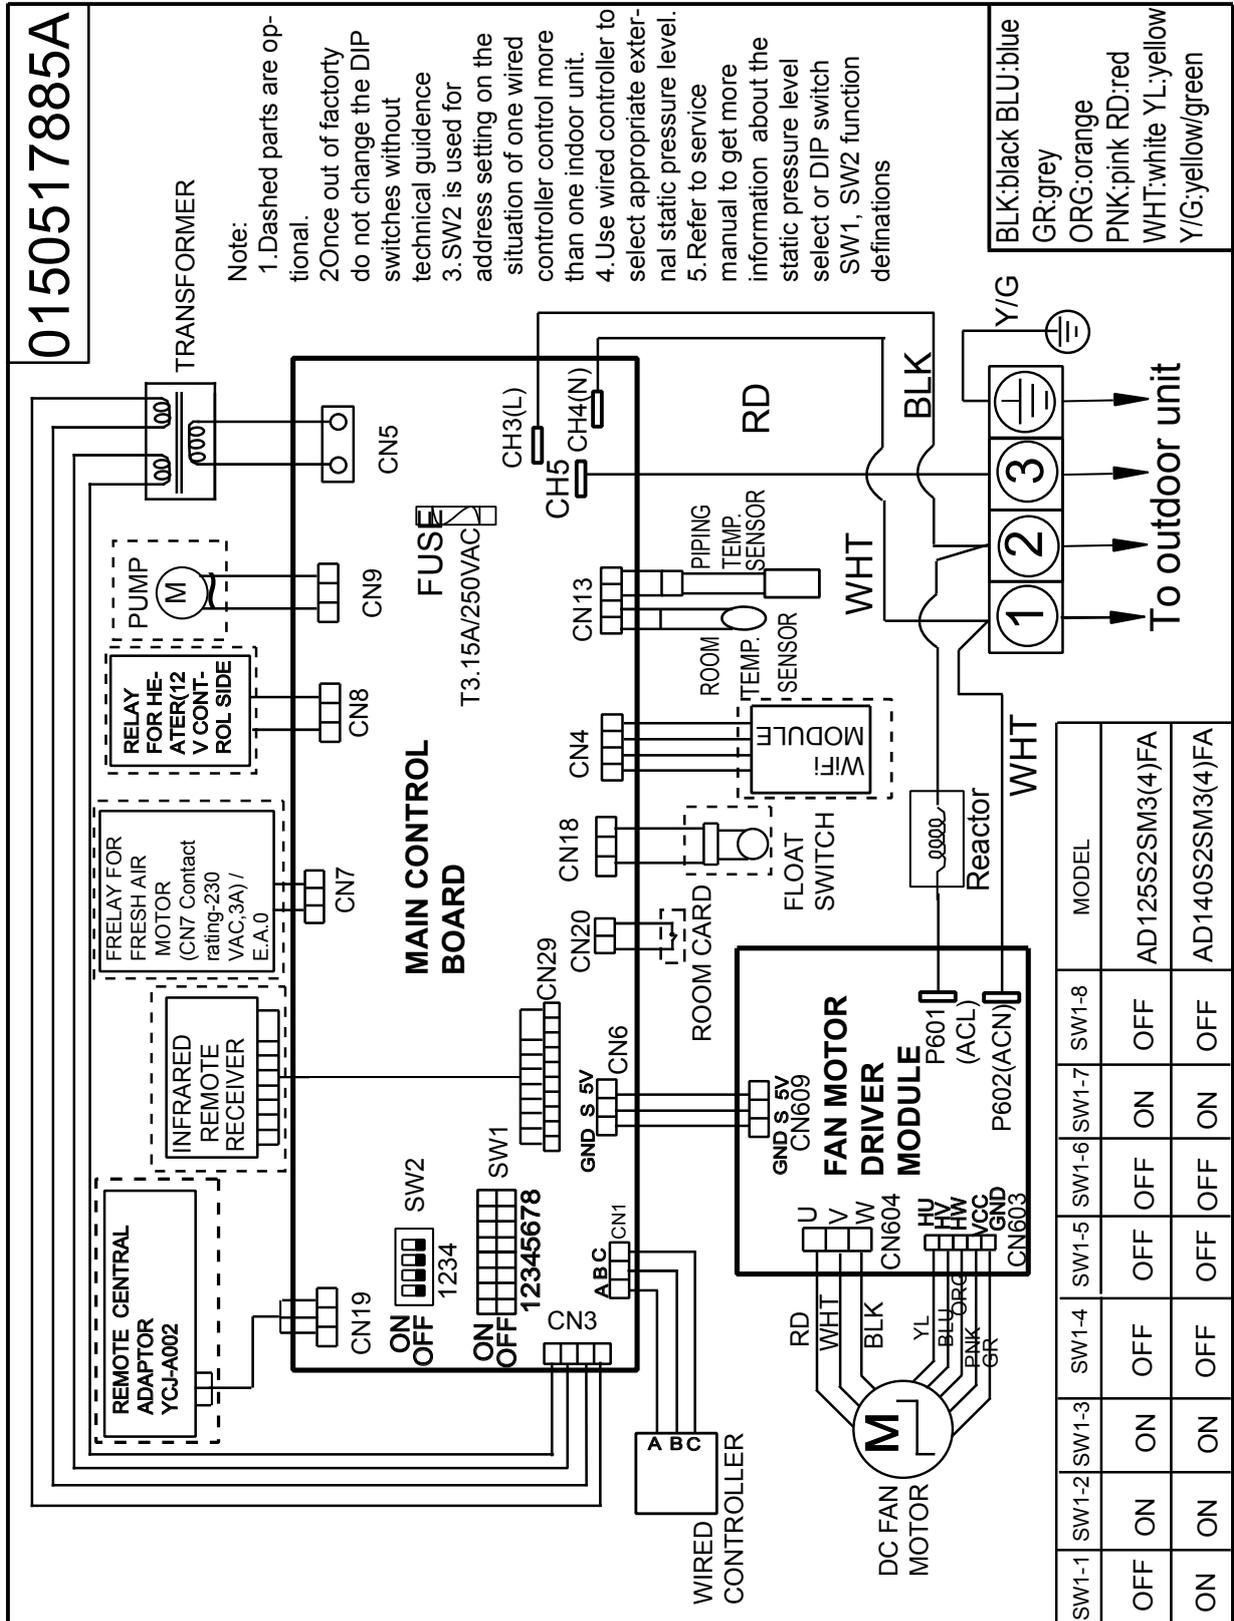 0150517885A
TRANSFORMER
Note:
1.Dashed parts are op-
tional.
2Once out of factorty
do not change the DIP
switches without
technical guidence
3.SW2 is used for
address setting on the
situation of one wired
controller control more
than one indoor unit.
4.Use wired controller to
select appropriate exter-
nal static pressure level.
5.Refer to service
manual to get more
information about the
static pressure level
select or DIP switch
SW1, SW2 function
definations
BLK:black BLU:blue
GR:grey
ORG:orange
PNK:pink RD:red
WHT:white YL:yellow
Y/G:yellow/green
REMOTE CENTRAL
ADAPTOR
YCJ-A002
INFRARED
REMOTE
RECEIVER
FRELAY FOR
FRESH AIR
MOTOR
(CN7 Contact
rating-230
VAC,3A) /
E.A.0
RELAY
FOR HE-
ATER(12
V CONT-
ROL SIDE
PUMP
M
CN19
CN7
CN8
CN9
CN5
ON
OFF
SW2
1234
ON
OFF
SW1
12345678
CN3
MAIN CONTROL
BOARD
FUSE
T3.15A/250VAC
CH3(L)
CH4(N)
CH5
CN29
A B C
CN1
GND S 5V
CN6
CN20
CN18
CN4
CN13
ROOM CARD
FLOAT
SWITCH
WiFi
MODULE
ROOM
TEMP.
SENSOR
PIPING
TEMP.
SENSOR
RD
BLK
WHT
Y/G
A B C
WIRED
CONTROLLER
GND S 5V
CN609
FAN MOTOR
DRIVER
MODULE
P601
(ACL)
P602(ACN)
U
V
W
CN604
HU
HV
HW
VCC
GND
CN603
RD
WHT
BLK
YL
BLU
ORG
PNK
GR
M
DC FAN
MOTOR
Reactor
WHT
1 2 3
To outdoor unit
SW1-1 SW1-2 SW1-3 SW1-4 SW1-5 SW1-6 SW1-7 SW1-8 MODEL
OFF ON ON OFF OFF OFF ON OFF AD125S2SM3(4)FA
ON ON ON OFF OFF OFF ON OFF AD140S2SM3(4)FA